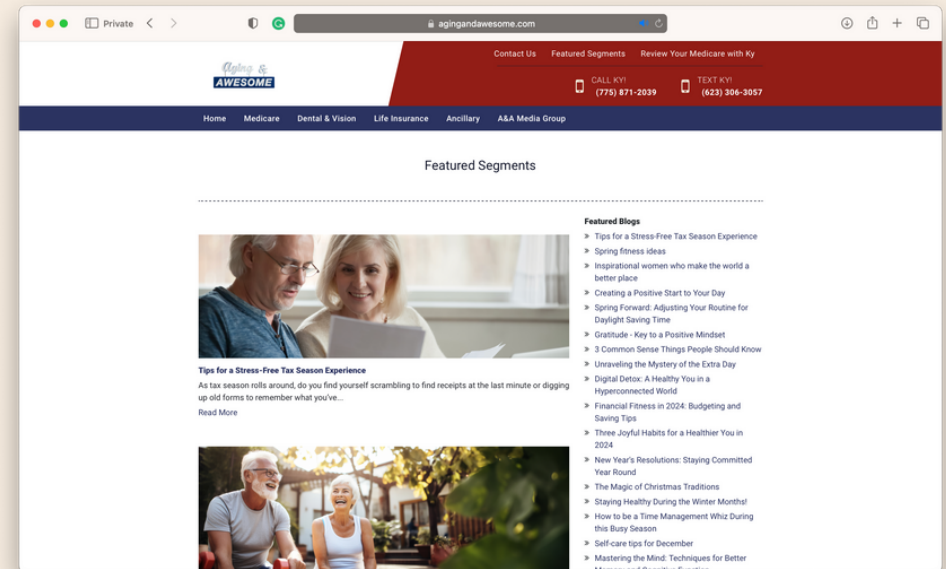 Private
agingandawesome.com
Contact Us Featured Segments Review Your Medicare with Ky
Aging &
AWESOME
CALL KY!
(775) 871-2039
TEXT KY!
(623) 306-3057
Home Medicare Dental & Vision Life Insurance Ancillary A&A Media Group
Featured Segments
Tips for a Stress-Free Tax Season Experience
As tax season rolls around, do you find yourself scrambling to find receipts at the last minute or digging
up old forms to remember what you've...
Read More
Featured Blogs
» Tips for a Stress-Free Tax Season Experience
» Spring fitness ideas
» Inspirational women who make the world a
better place
» Creating a Positive Start to Your Day
» Spring Forward: Adjusting Your Routine for
Daylight Saving Time
» Gratitude - Key to a Positive Mindset
» 3 Common Sense Things People Should Know
» Unraveling the Mystery of the Extra Day
» Digital Detox: A Healthy You in a
Hyperconnected World
» Financial Fitness in 2024: Budgeting and
Saving Tips
» Three Joyful Habits for a Healthier You in
2024
» New Year's Resolutions: Staying Committed
Year Round
» The Magic of Christmas Traditions
» Staying Healthy During the Winter Months!
» How to be a Time Management Whiz During
this Busy Season
» Self-care tips for December
» Mastering the Mind: Techniques for Better